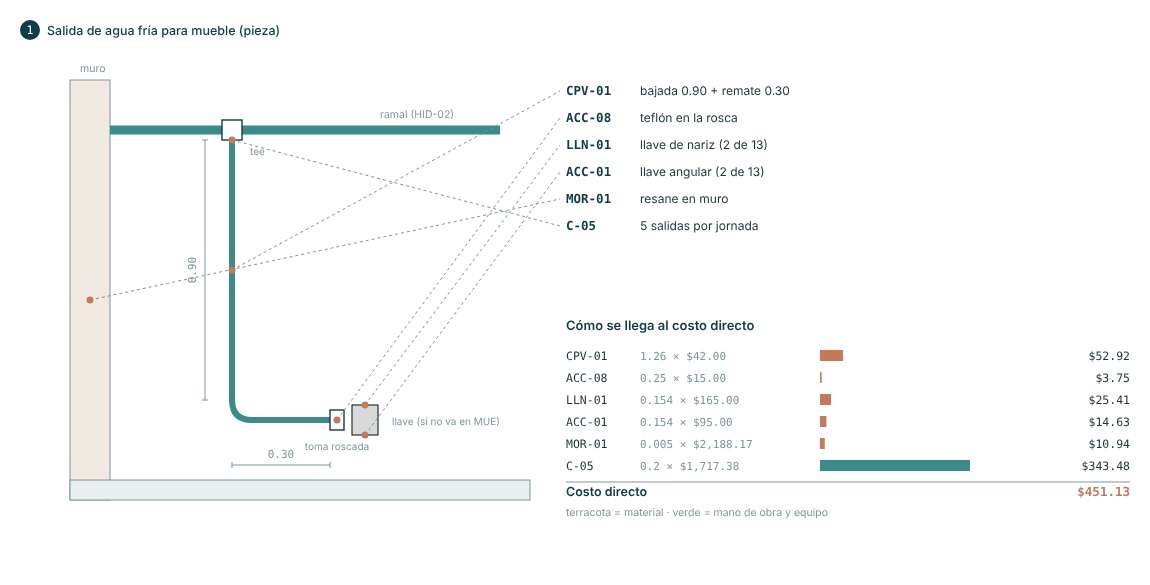 1 Salida de agua fría para mueble (pieza)
muro
ramal (HID-02)
tee
0.90
llave (si no va en MUE)
toma roscada
0.30
CPV-01 bajada 0.90 + remate 0.30
ACC-08 teflón en la rosca
LLN-01 llave de nariz (2 de 13)
ACC-01 llave angular (2 de 13)
MOR-01 resane en muro
C-05 5 salidas por jornada
Cómo se llega al costo directo
CPV-01 1.26 × $42.00 $52.92
ACC-08 0.25 × $15.00 $3.75
LLN-01 0.154 × $165.00 $25.41
ACC-01 0.154 × $95.00 $14.63
MOR-01 0.005 × $2,188.17 $10.94
C-05 0.2 × $1,717.38 $343.48
Costo directo $451.13
terracota = material · verde = mano de obra y equipo